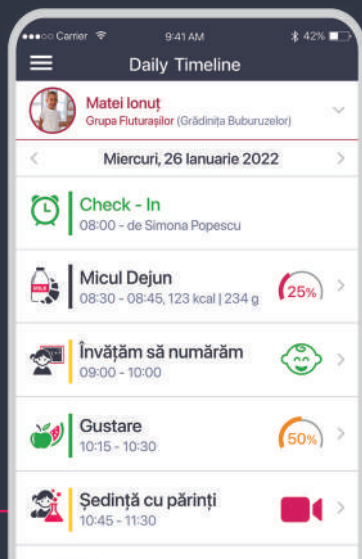 Carrier 9:41 AM 42%
Daily Timeline
Matei Ionuț
Grupa Fluturașilor (Grădinița Buburuzelor)
Miercuri, 26 Ianuarie 2022
Check - In
08:00 - de Simona Popescu
MILK
Micul Dejun
08:30 - 08:45, 123 kcal | 234 g
25%
Învățăm să numărăm
09:00 - 10:00
Gustare
10:15 - 10:30
50%
Ședință cu părinți
10:45 - 11:30